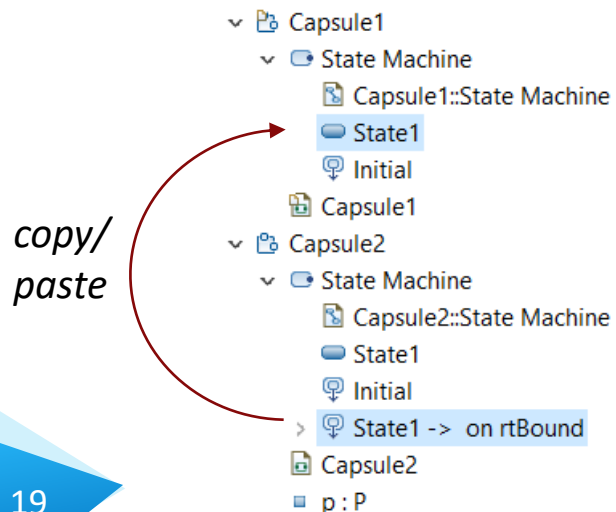 Capsule1
State Machine
Capsule1::State Machine
State1
Initial
Capsule1
copy/
paste
Capsule2
State Machine
Capsule2::State Machine
State1
Initial
State1 -> on rtBound
Capsule2
p : P
19